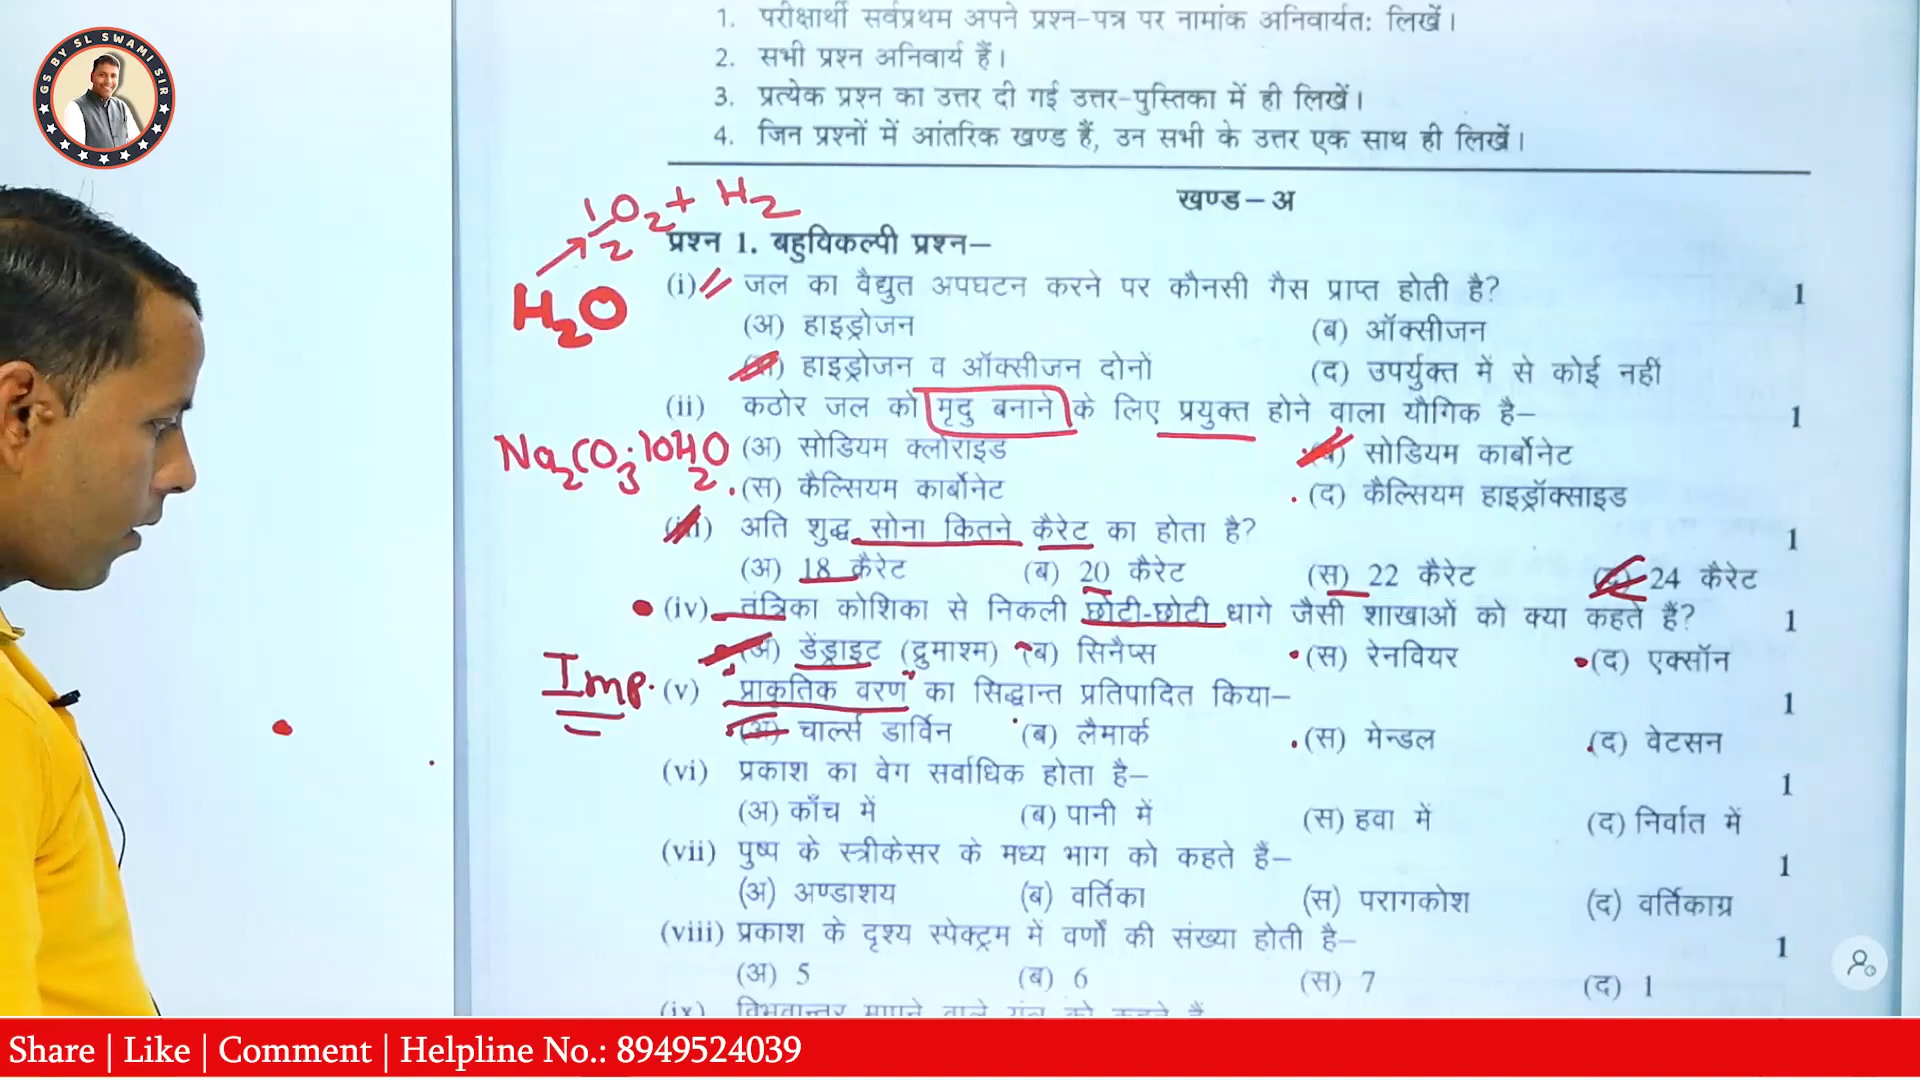 GS BY SL SWAMI SIR
1. परीक्षार्थी सर्वप्रथम अपने प्रश्न-पत्र पर नामांक अनिवार्यतः लिखें।
2. सभी प्रश्न अनिवार्य हैं।
3. प्रत्येक प्रश्न का उत्तर दी गई उत्तर-पुस्तिका में ही लिखें।
4. जिन प्रश्नों में आंतरिक खण्ड हैं, उन सभी के उत्तर एक साथ ही लिखें।
1/2 O2 + H2
खण्ड-अ
प्रश्न 1. बहुविकल्पी प्रश्न-
H2O
(i) जल का वैद्युत अपघटन करने पर कौनसी गैस प्राप्त होती है? 1
(अ) हाइड्रोजन (ब) ऑक्सीजन
(स) हाइड्रोजन व ऑक्सीजन दोनों (द) उपर्युक्त में से कोई नहीं
(ii) कठोर जल को मृदु बनाने के लिए प्रयुक्त होने वाला यौगिक है- 1
Na2CO3·10H2O
(अ) सोडियम क्लोराइड (ब) सोडियम कार्बोनेट
(स) कैल्सियम कार्बोनेट (द) कैल्सियम हाइड्रॉक्साइड
(iii) अति शुद्ध सोना कितने कैरेट का होता है? 1
(अ) 18 कैरेट (ब) 20 कैरेट (स) 22 कैरेट (द) 24 कैरेट
(iv) तंत्रिका कोशिका से निकली छोटी-छोटी धागे जैसी शाखाओं को क्या कहते हैं? 1
(अ) डेंड्राइट (द्रुमाश्म) (ब) सिनैप्स (स) रेनवियर (द) एक्सॉन
Imp.
(v) प्राकृतिक वरण का सिद्धान्त प्रतिपादित किया- 1
(अ) चार्ल्स डार्विन (ब) लैमार्क (स) मेन्डल (द) वेटसन
(vi) प्रकाश का वेग सर्वाधिक होता है- 1
(अ) काँच में (ब) पानी में (स) हवा में (द) निर्वात में
(vii) पुष्प के स्त्रीकेसर के मध्य भाग को कहते हैं- 1
(अ) अण्डाशय (ब) वर्तिका (स) परागकोश (द) वर्तिकाग्र
(viii) प्रकाश के दृश्य स्पेक्ट्रम में वर्णों की संख्या होती है- 1
(अ) 5 (ब) 6 (स) 7 (द) 1
(ix) विभवान्तर मापने वाले यंत्र को कहते हैं
Share | Like | Comment | Helpline No.: 8949524039